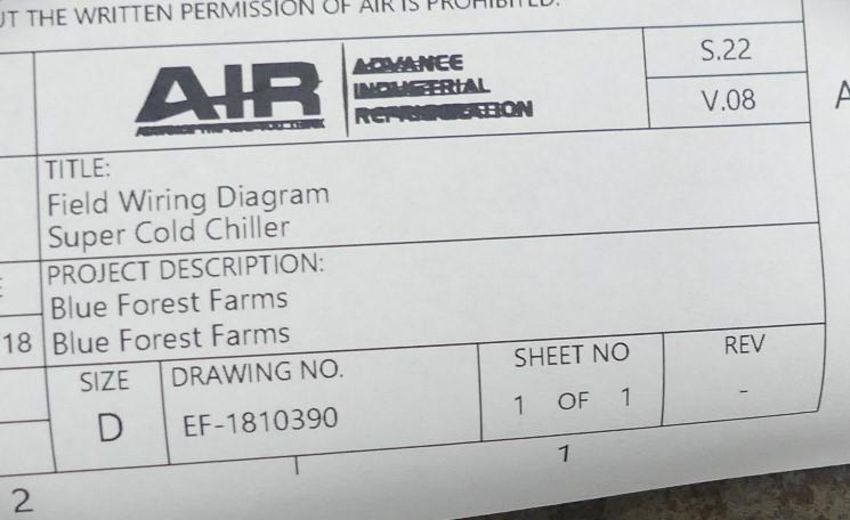 UT THE WRITTEN PERMISSION OF AIR IS PROHIBITED.
AIR
ADVANCE
INDUSTRIAL
REFRIGERATION
S.22
V.08
A
TITLE:
Field Wiring Diagram
Super Cold Chiller
PROJECT DESCRIPTION:
Blue Forest Farms
18 Blue Forest Farms
SIZE
D
DRAWING NO.
EF-1810390
SHEET NO
1 OF 1
REV
-
2
1